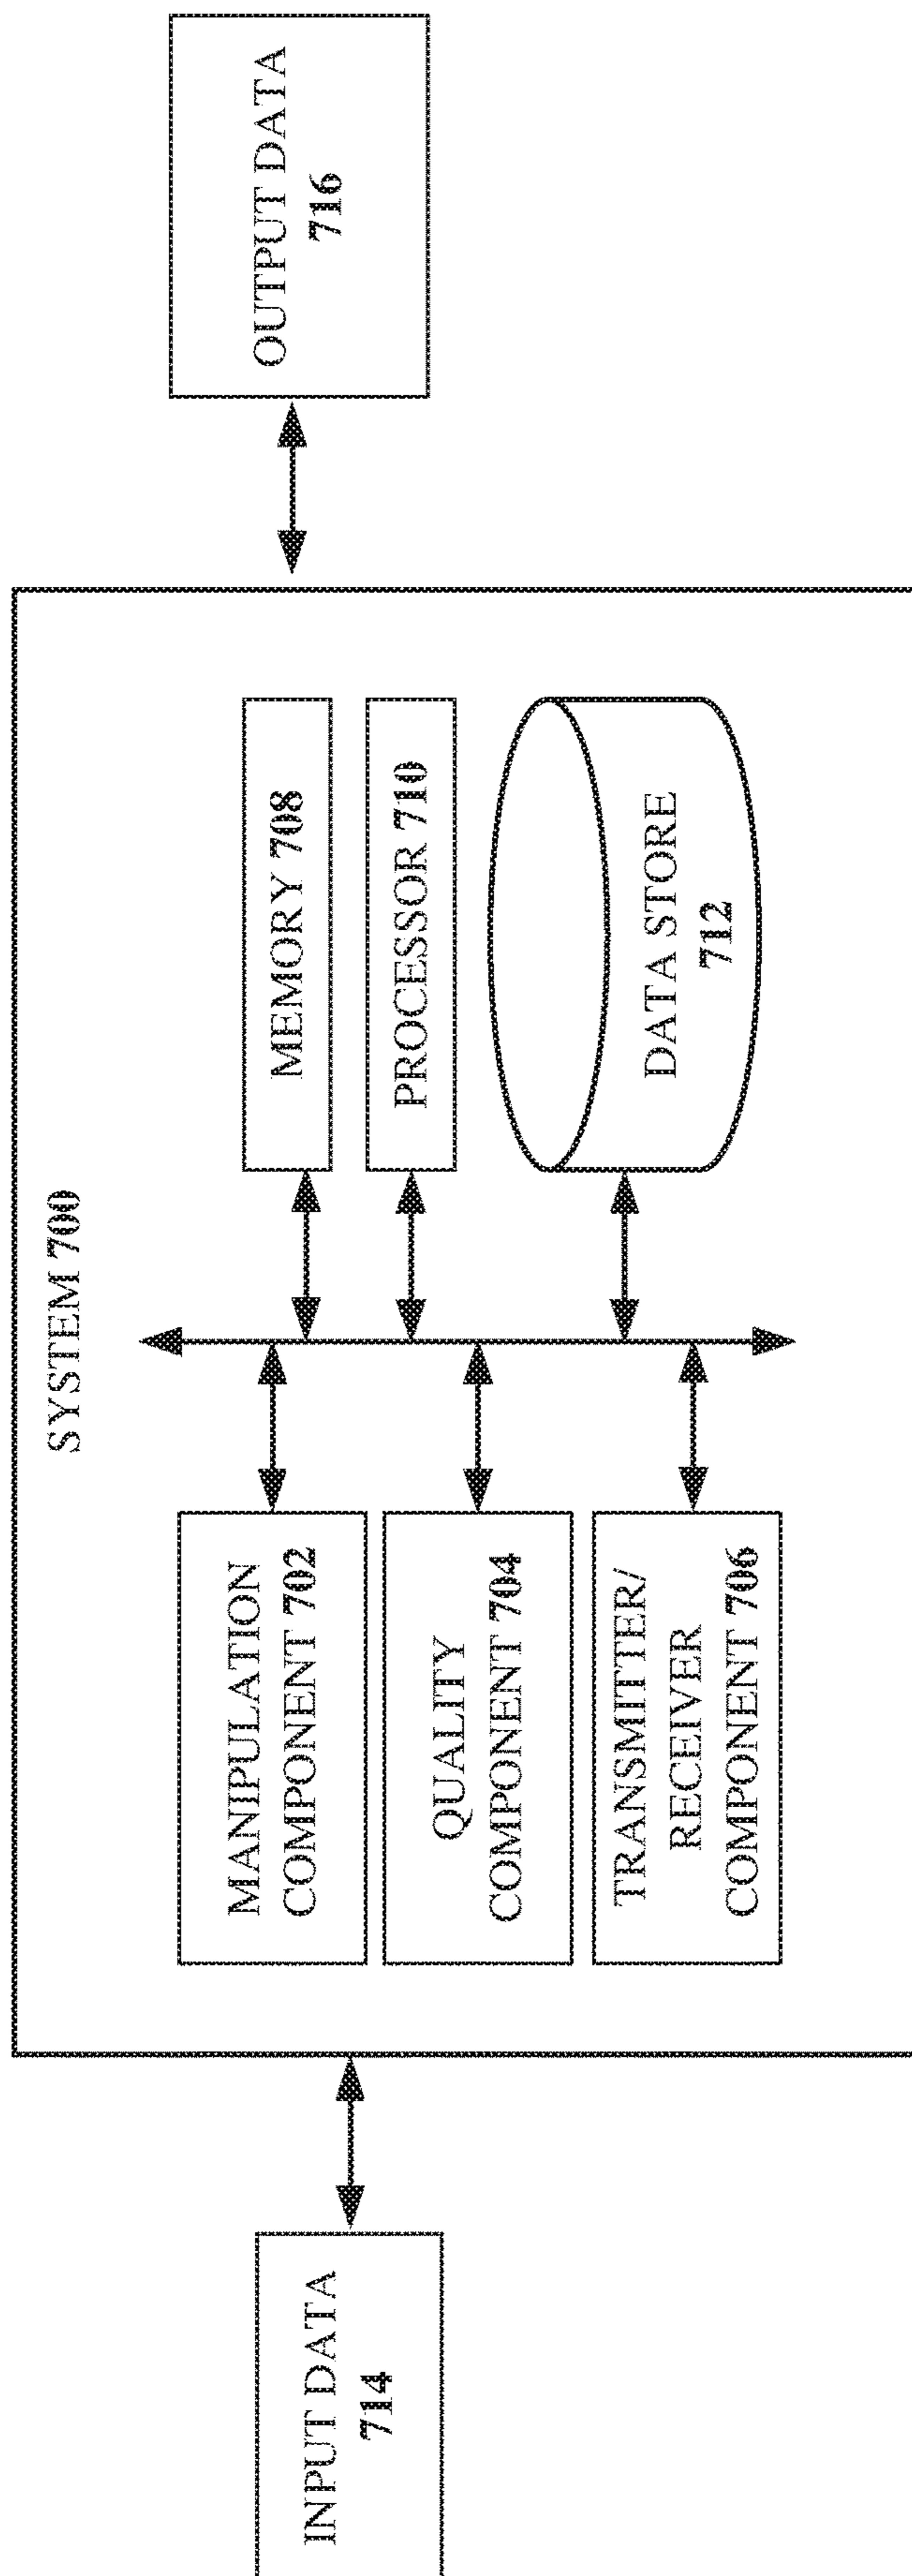 SYSTEM 700
INPUT DATA
714
MANIPULATION
COMPONENT 702
QUALITY
COMPONENT 704
TRANSMITTER/
RECEIVER
COMPONENT 706
MEMORY 708
PROCESSOR 710
DATA STORE
712
OUTPUT DATA
716